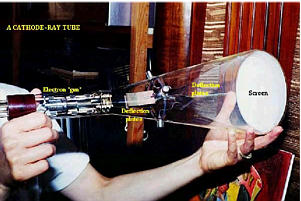 A CATHODE-RAY TUBE
Electron "gun"
Deflection
plates
Deflection
plates
Screen